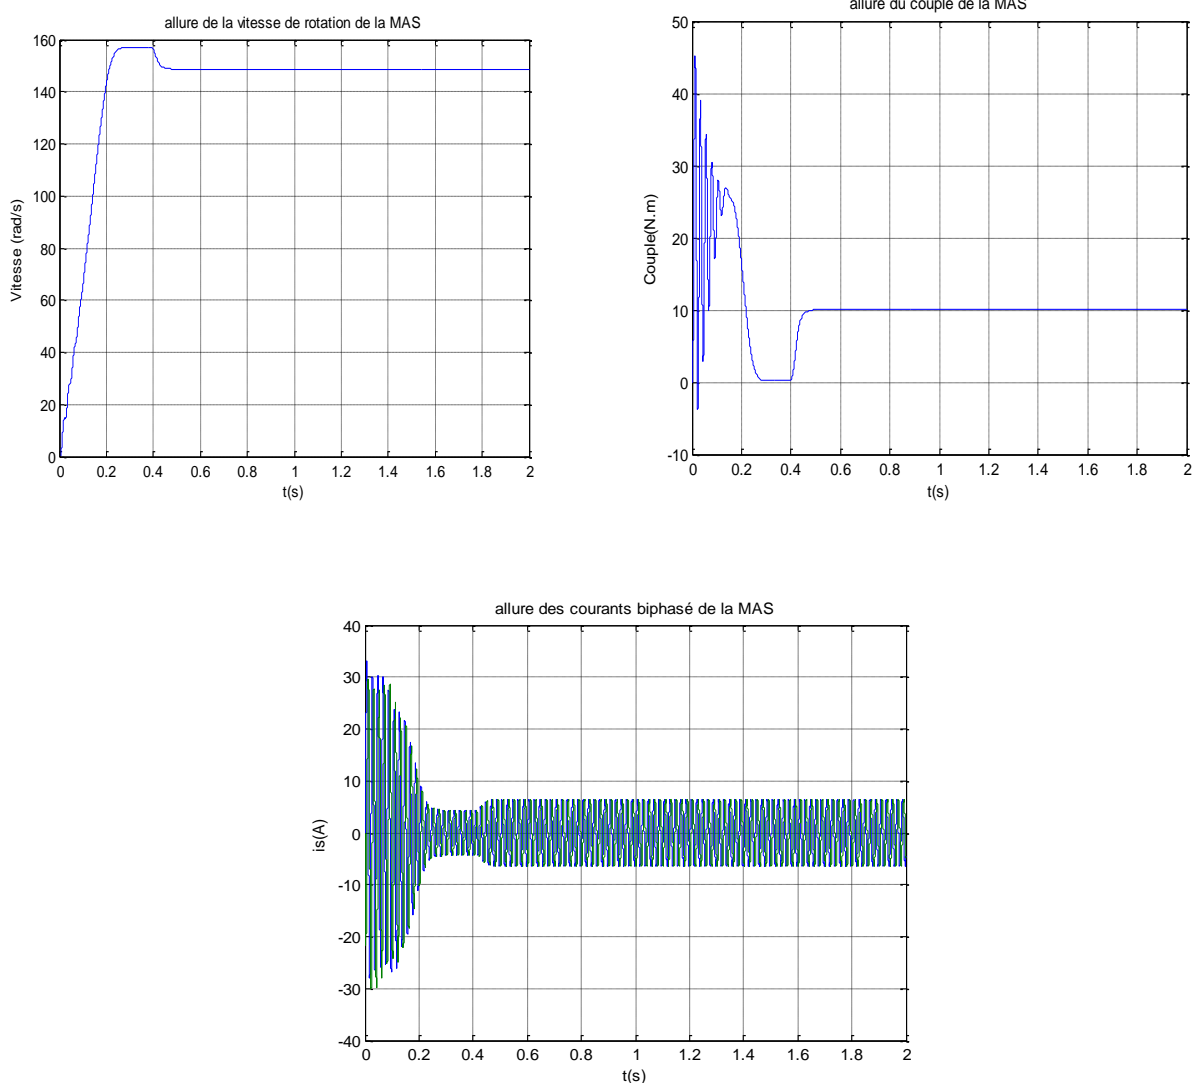 allure de la vitesse de rotation de la MAS
160
140
120
100
80
60
40
20
0
Vitesse (rad/s)
0 0.2 0.4 0.6 0.8 1 1.2 1.4 1.6 1.8 2
t(s)
allure du couple de la MAS
50
40
30
20
10
0
-10
Couple(N.m)
0 0.2 0.4 0.6 0.8 1 1.2 1.4 1.6 1.8 2
t(s)
allure des courants biphasé de la MAS
40
30
20
10
0
-10
-20
-30
-40
is(A)
0 0.2 0.4 0.6 0.8 1 1.2 1.4 1.6 1.8 2
t(s)